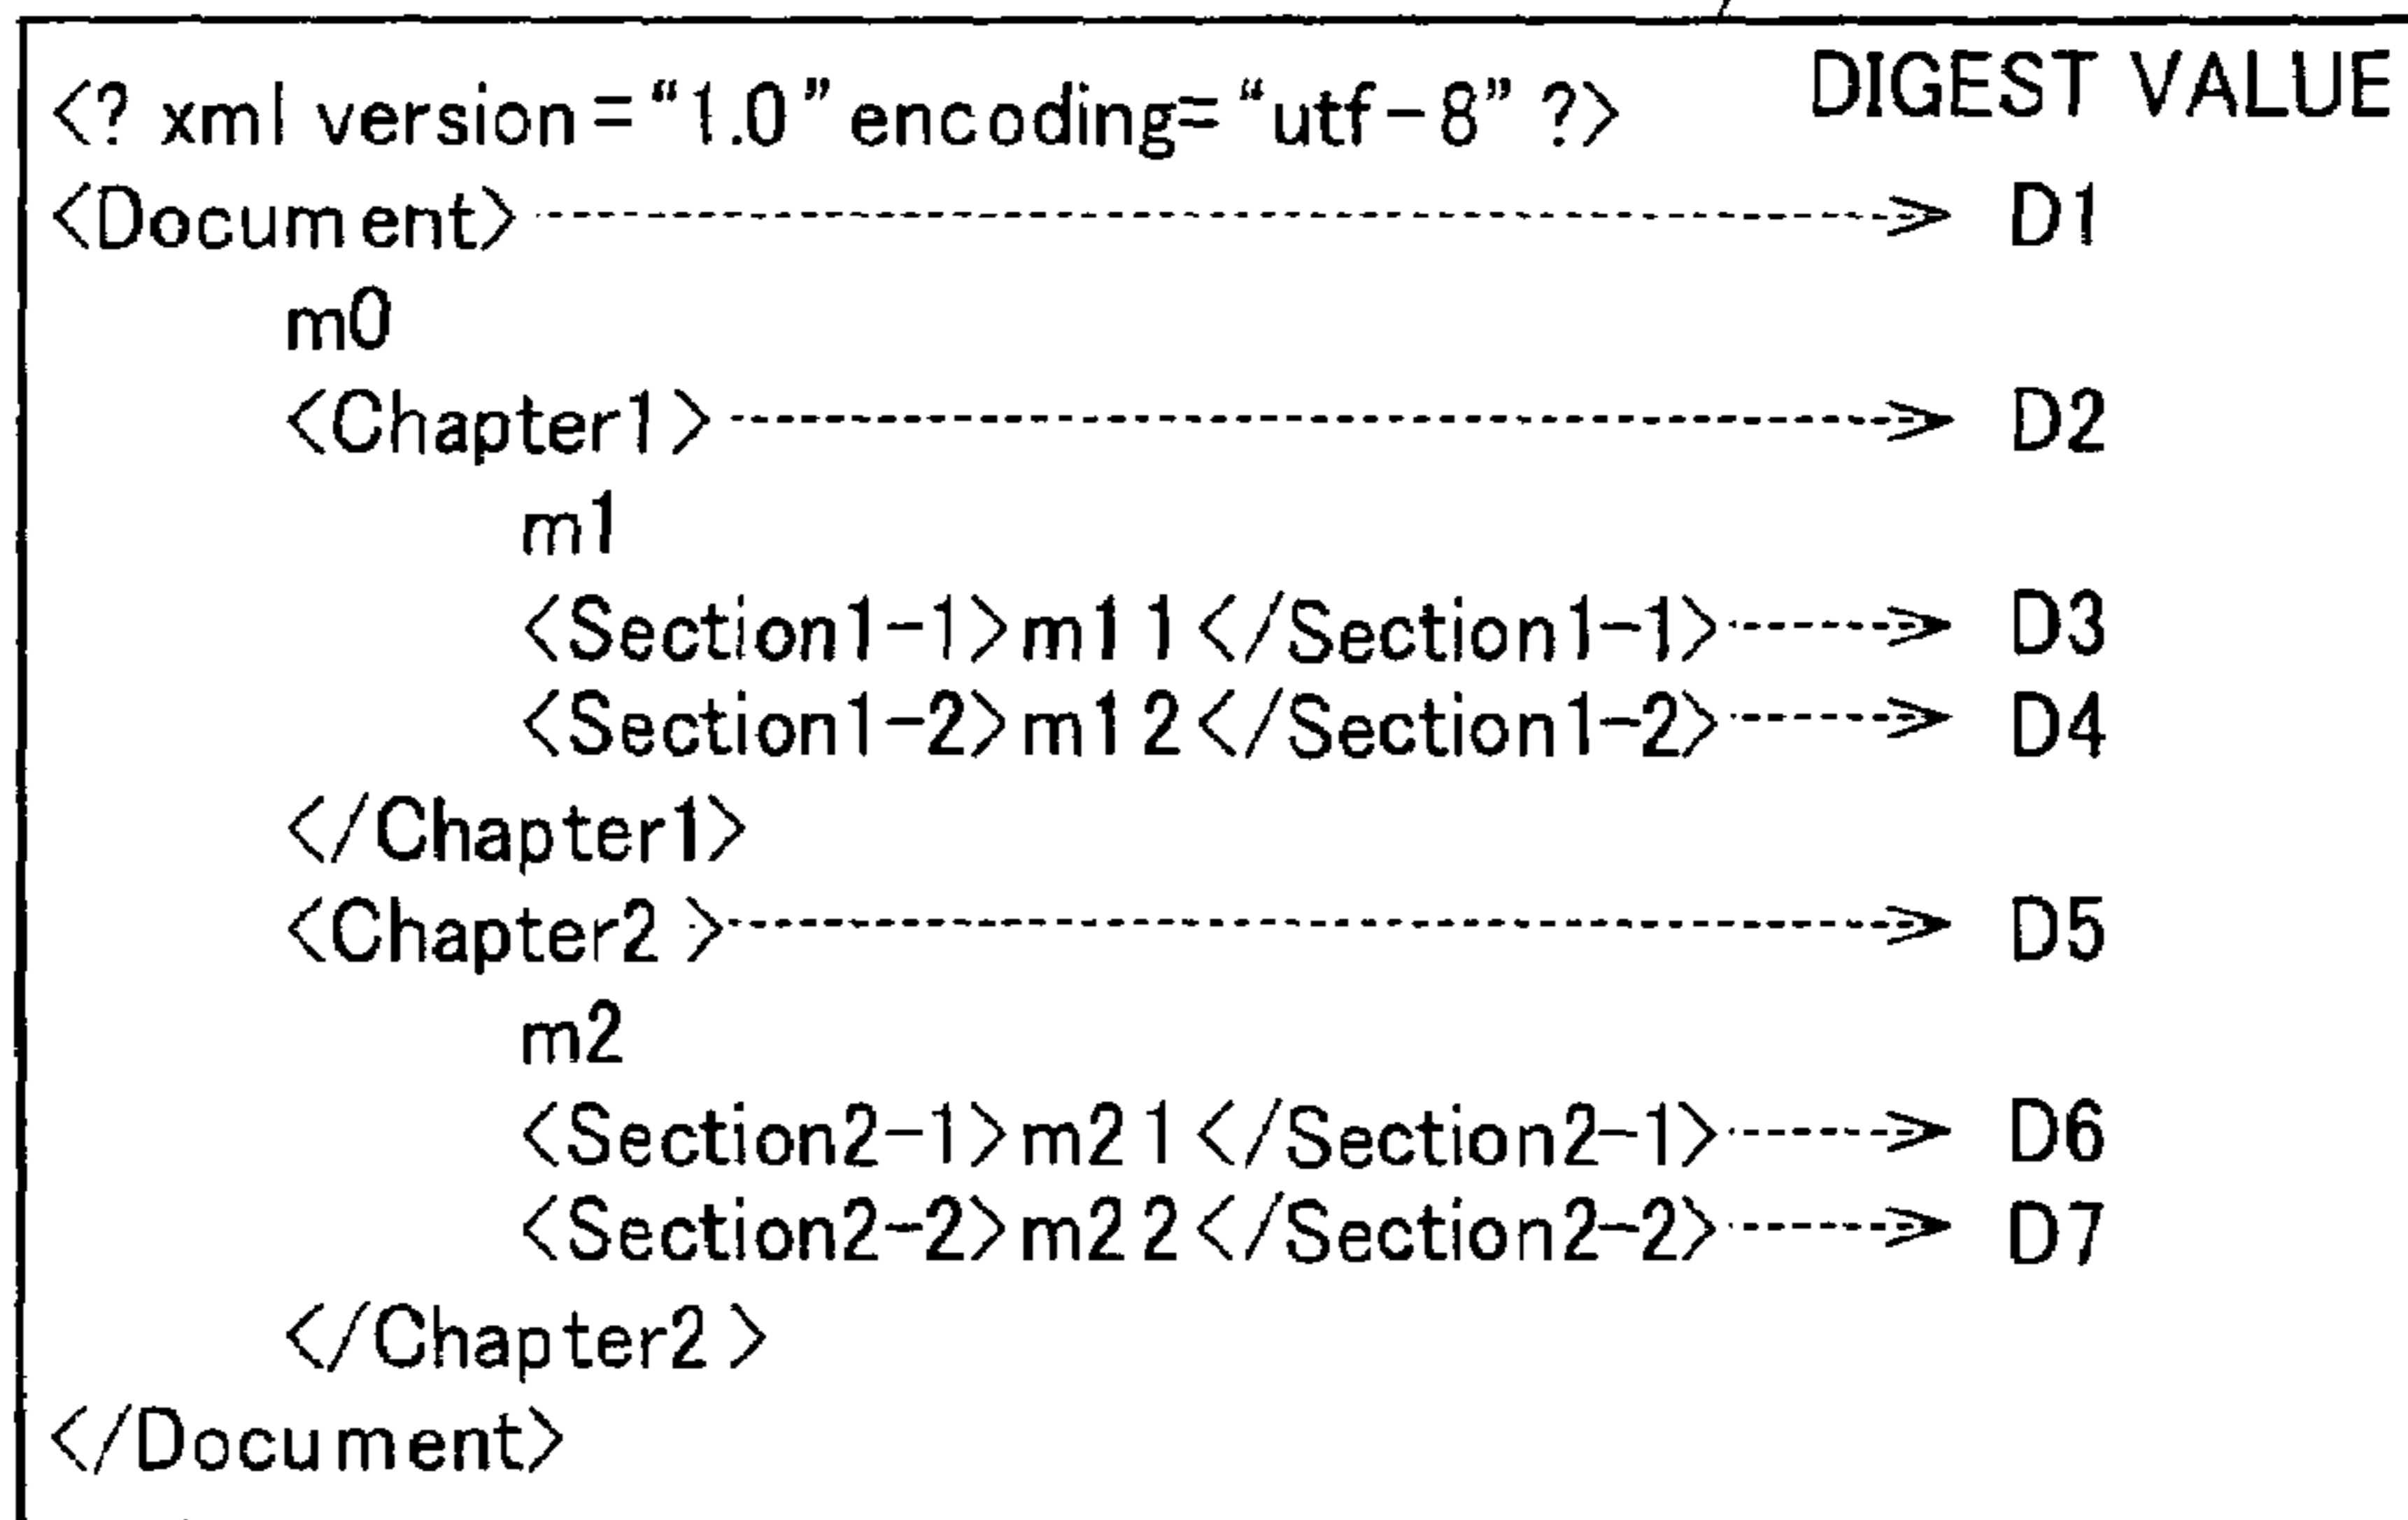 DIGEST VALUE
<? xml version = “1.0” encoding= “utf-8” ?>
<Document> D1
m0
<Chapter1> D2
m1
<Section1-1>m11</Section1-1> D3
<Section1-2>m12</Section1-2> D4
</Chapter1>
<Chapter2> D5
m2
<Section2-1>m21</Section2-1> D6
<Section2-2>m22</Section2-2> D7
</Chapter2>
</Document>